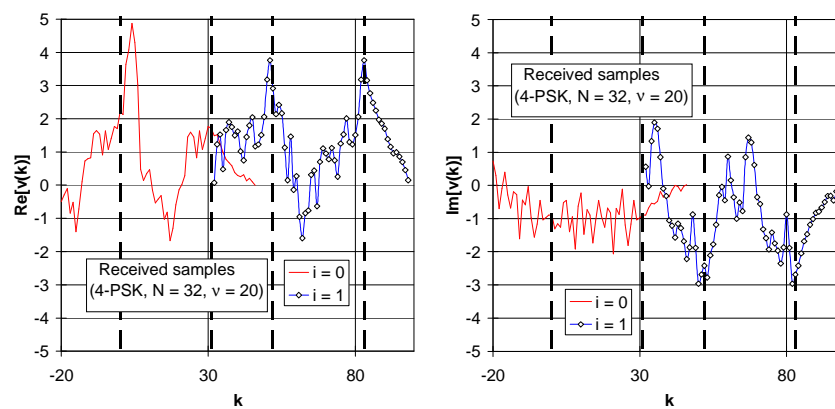 5
4
3
2
1
0
-1
-2
-3
-4
-5
Re[v(k)]
-20
30
80
k
Received samples
(4-PSK, N = 32, ν = 20)
i = 0
i = 1
5
4
3
2
1
0
-1
-2
-3
-4
-5
Im[v(k)]
-20
30
80
k
Received samples
(4-PSK, N = 32, ν = 20)
i = 0
i = 1